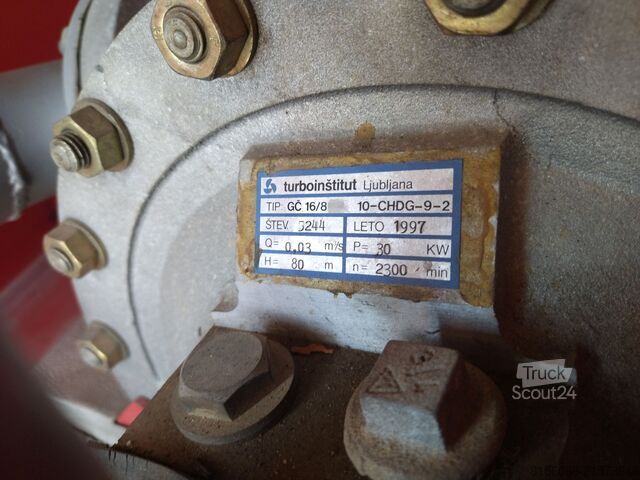 turboinštitut Ljubljana
TIP GČ 16/8 10-CHDG-9-2
ŠTEV. 5244 LETO 1997
Q= 0,03 m³/s P= 30 KW
H= 80 m n= 2300 /min
Truck
Scout24